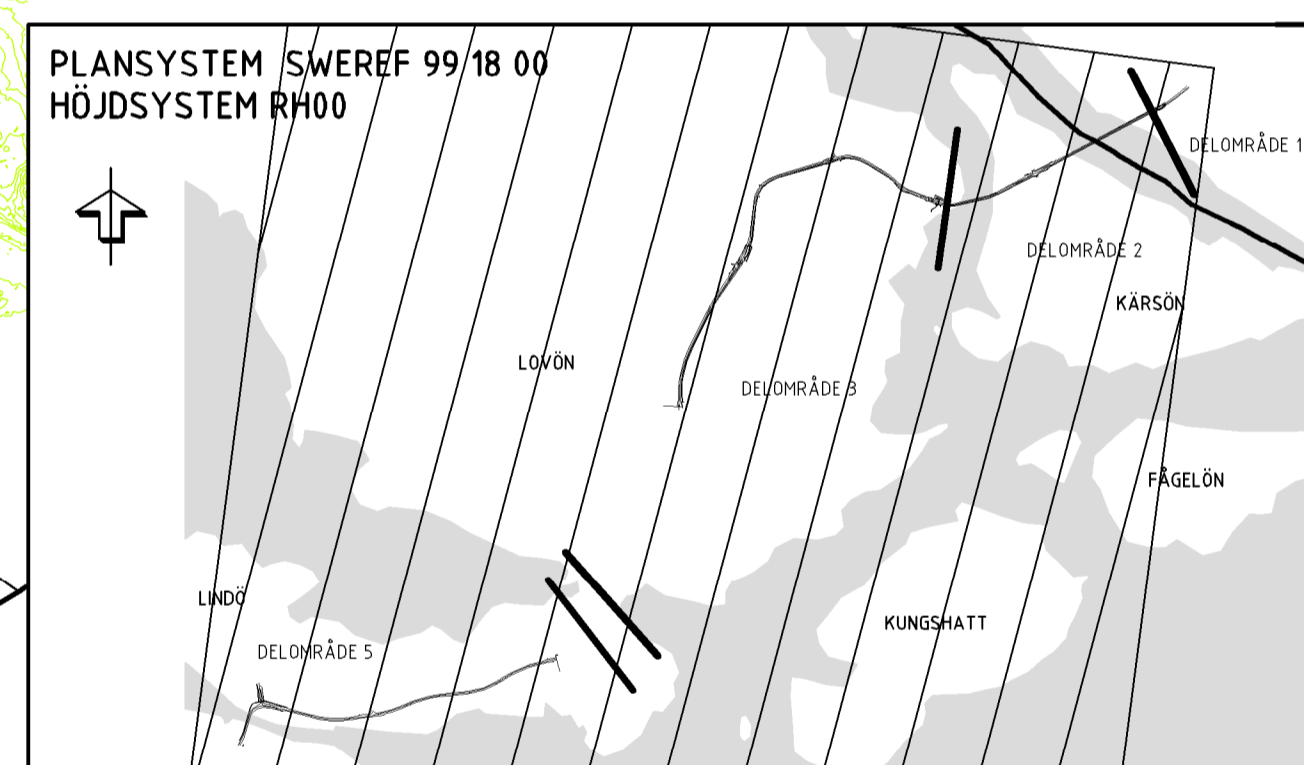 PLANSYSTEM SWEREF 99 18 00
HÖJDSYSTEM RH00
DELOMRÅDE 1
DELOMRÅDE 2
KÄRSÖN
LOVÖN
DELOMRÅDE 3
FÅGELÖN
LINDÖ
KUNGSHATT
DELOMRÅDE 5